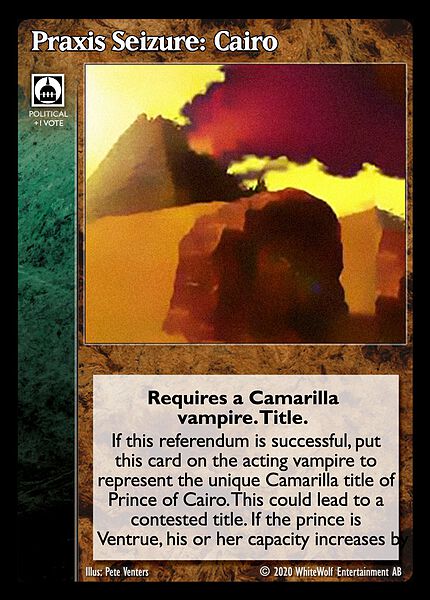 Praxis Seizure: Cairo
POLITICAL
+1 VOTE
Requires a Camarilla
vampire.Title.
If this referendum is successful, put
this card on the acting vampire to
represent the unique Camarilla title of
Prince of Cairo.This could lead to a
contested title. If the prince is
Ventrue, his or her capacity increases by
Illus: Pete Venters
© 2020 WhiteWolf Entertainment AB